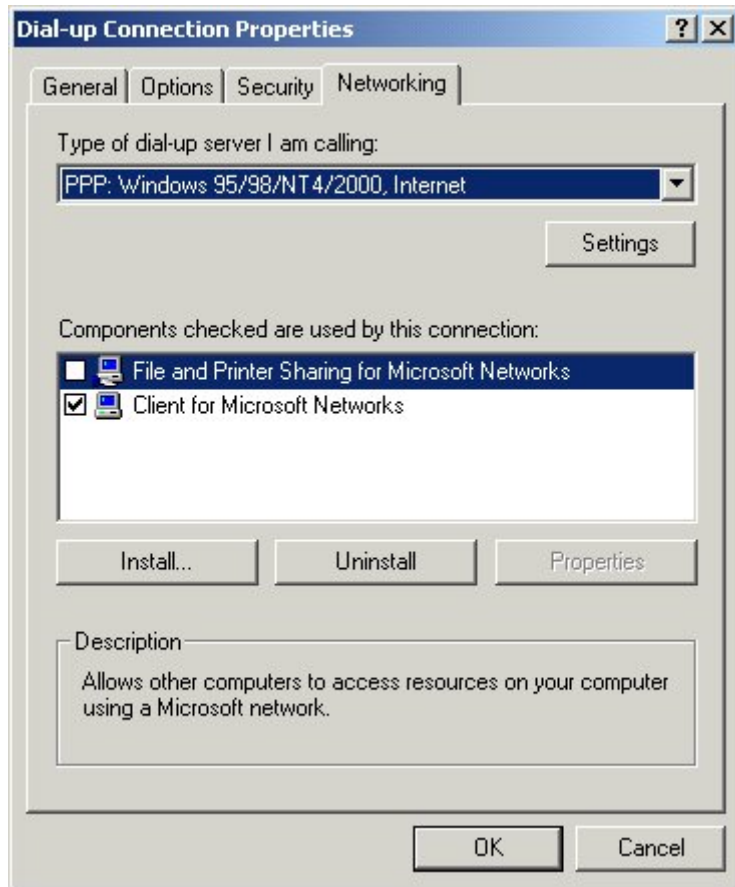 Dial-up Connection Properties
General Options Security Networking
Type of dial-up server I am calling:
PPP: Windows 95/98/NT4/2000, Internet
Settings
Components checked are used by this connection:
File and Printer Sharing for Microsoft Networks
Client for Microsoft Networks
Install... Uninstall Properties
Description
Allows other computers to access resources on your computer
using a Microsoft network.
OK Cancel